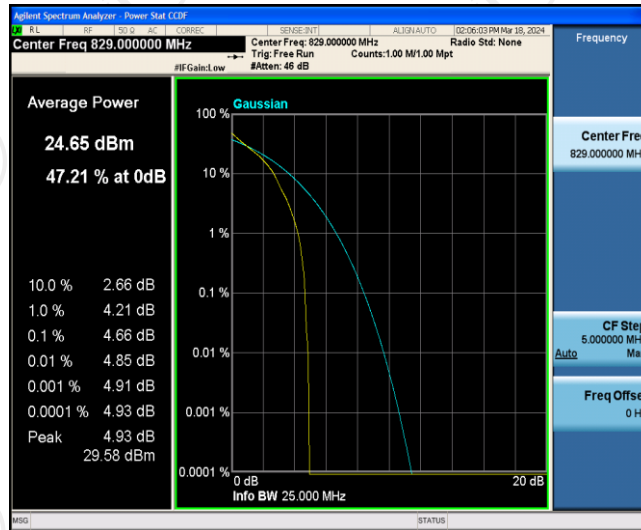 Agilent Spectrum Analyzer - Power Stat CCDF
RL RF 50 Ω AC CORREC SENSE:INT ALIGNAUTO 02:06:03 PM Mar 18, 2024
Center Freq 829.000000 MHz
Center Freq: 829.000000 MHz Radio Std: None
Trig: Free Run Counts:1.00 M/1.00 Mpt
#IFGain:Low #Atten: 46 dB
Frequency
Average Power
24.65 dBm
47.21 % at 0dB
10.0 % 2.66 dB
1.0 % 4.21 dB
0.1 % 4.66 dB
0.01 % 4.85 dB
0.001 % 4.91 dB
0.0001 % 4.93 dB
Peak 4.93 dB
29.58 dBm
Gaussian
100 %
10 %
1 %
0.1 %
0.01 %
0.001 %
0.0001 %
0 dB 20 dB
Info BW 25.000 MHz
Center Fre
829.000000 MH
CF Ste
5.000000 MH
Auto Ma
Freq Offse
0 H
MSG STATUS